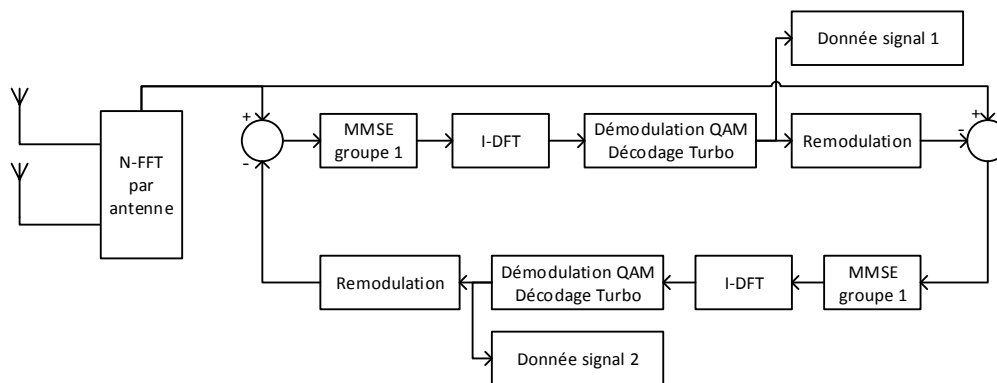 Donnée signal 1
N-FFT
par
antenne
+
-
MMSE
groupe 1
I-DFT
Démodulation QAM
Décodage Turbo
Remodulation
+
-
Remodulation
Démodulation QAM
Décodage Turbo
I-DFT
MMSE
groupe 1
Donnée signal 2